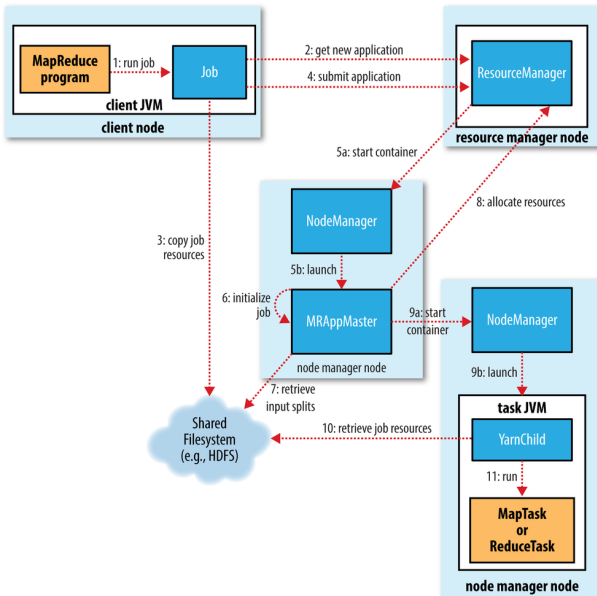 MapReduce
program
1: run job
Job
client JVM
client node
2: get new application
4: submit application
ResourceManager
resource manager node
5a: start container
8: allocate resources
3: copy job
resources
NodeManager
5b: launch
6: initialize
job
MRAppMaster
node manager node
9a: start
container
NodeManager
9b: launch
7: retrieve
input splits
Shared
Filesystem
(e.g., HDFS)
10: retrieve job resources
task JVM
YarnChild
11: run
MapTask
or
ReduceTask
node manager node